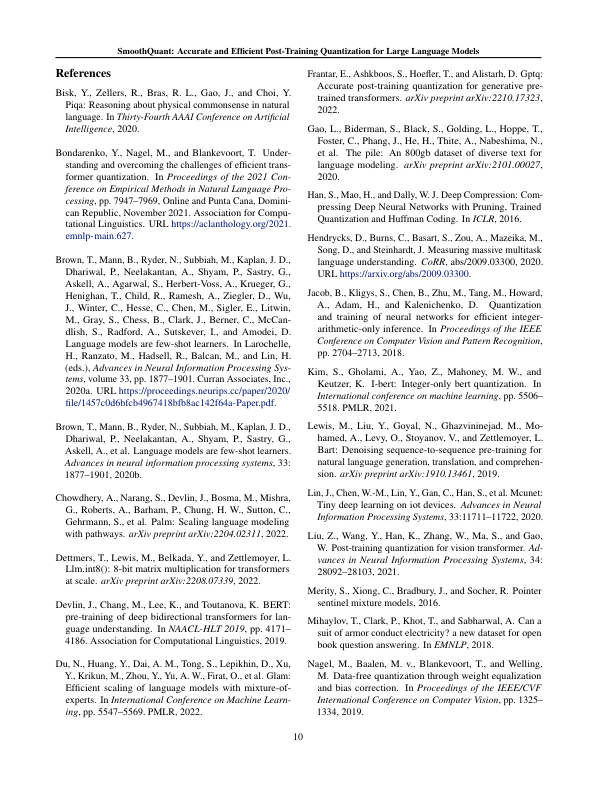 SmoothQuant: Accurate and Efficient Post-Training Quantization for Large Language Models
References
Bisk, Y., Zellers, R., Bras, R. L., Gao, J., and Choi, Y.
Piqa: Reasoning about physical commonsense in natural
language. In Thirty-Fourth AAAI Conference on Artificial
Intelligence, 2020.
Bondarenko, Y., Nagel, M., and Blankevoort, T. Under-
standing and overcoming the challenges of efficient trans-
former quantization. In Proceedings of the 2021 Con-
ference on Empirical Methods in Natural Language Pro-
cessing, pp. 7947–7969, Online and Punta Cana, Domini-
can Republic, November 2021. Association for Compu-
tational Linguistics. URL https://aclanthology.org/2021.
emnlp-main.627.
Brown, T., Mann, B., Ryder, N., Subbiah, M., Kaplan, J. D.,
Dhariwal, P., Neelakantan, A., Shyam, P., Sastry, G.,
Askell, A., Agarwal, S., Herbert-Voss, A., Krueger, G.,
Henighan, T., Child, R., Ramesh, A., Ziegler, D., Wu,
J., Winter, C., Hesse, C., Chen, M., Sigler, E., Litwin,
M., Gray, S., Chess, B., Clark, J., Berner, C., McCan-
dlish, S., Radford, A., Sutskever, I., and Amodei, D.
Language models are few-shot learners. In Larochelle,
H., Ranzato, M., Hadsell, R., Balcan, M., and Lin, H.
(eds.), Advances in Neural Information Processing Sys-
tems, volume 33, pp. 1877–1901. Curran Associates, Inc.,
2020a. URL https://proceedings.neurips.cc/paper/2020/
file/1457c0d6bfcb4967418bfb8ac142f64a-Paper.pdf.
Brown, T., Mann, B., Ryder, N., Subbiah, M., Kaplan, J. D.,
Dhariwal, P., Neelakantan, A., Shyam, P., Sastry, G.,
Askell, A., et al. Language models are few-shot learners.
Advances in neural information processing systems, 33:
1877–1901, 2020b.
Chowdhery, A., Narang, S., Devlin, J., Bosma, M., Mishra,
G., Roberts, A., Barham, P., Chung, H. W., Sutton, C.,
Gehrmann, S., et al. Palm: Scaling language modeling
with pathways. arXiv preprint arXiv:2204.02311, 2022.
Dettmers, T., Lewis, M., Belkada, Y., and Zettlemoyer, L.
Llm.int8(): 8-bit matrix multiplication for transformers
at scale. arXiv preprint arXiv:2208.07339, 2022.
Devlin, J., Chang, M., Lee, K., and Toutanova, K. BERT:
pre-training of deep bidirectional transformers for lan-
guage understanding. In NAACL-HLT 2019, pp. 4171–
4186. Association for Computational Linguistics, 2019.
Du, N., Huang, Y., Dai, A. M., Tong, S., Lepikhin, D., Xu,
Y., Krikun, M., Zhou, Y., Yu, A. W., Firat, O., et al. Glam:
Efficient scaling of language models with mixture-of-
experts. In International Conference on Machine Learn-
ing, pp. 5547–5569. PMLR, 2022.
Frantar, E., Ashkboos, S., Hoefler, T., and Alistarh, D. Gptq:
Accurate post-training quantization for generative pre-
trained transformers. arXiv preprint arXiv:2210.17323,
2022.
Gao, L., Biderman, S., Black, S., Golding, L., Hoppe, T.,
Foster, C., Phang, J., He, H., Thite, A., Nabeshima, N.,
et al. The pile: An 800gb dataset of diverse text for
language modeling. arXiv preprint arXiv:2101.00027,
2020.
Han, S., Mao, H., and Dally, W. J. Deep Compression: Com-
pressing Deep Neural Networks with Pruning, Trained
Quantization and Huffman Coding. In ICLR, 2016.
Hendrycks, D., Burns, C., Basart, S., Zou, A., Mazeika, M.,
Song, D., and Steinhardt, J. Measuring massive multitask
language understanding. CoRR, abs/2009.03300, 2020.
URL https://arxiv.org/abs/2009.03300.
Jacob, B., Kligys, S., Chen, B., Zhu, M., Tang, M., Howard,
A., Adam, H., and Kalenichenko, D. Quantization
and training of neural networks for efficient integer-
arithmetic-only inference. In Proceedings of the IEEE
Conference on Computer Vision and Pattern Recognition,
pp. 2704–2713, 2018.
Kim, S., Gholami, A., Yao, Z., Mahoney, M. W., and
Keutzer, K. I-bert: Integer-only bert quantization. In
International conference on machine learning, pp. 5506–
5518. PMLR, 2021.
Lewis, M., Liu, Y., Goyal, N., Ghazvininejad, M., Mo-
hamed, A., Levy, O., Stoyanov, V., and Zettlemoyer, L.
Bart: Denoising sequence-to-sequence pre-training for
natural language generation, translation, and comprehen-
sion. arXiv preprint arXiv:1910.13461, 2019.
Lin, J., Chen, W.-M., Lin, Y., Gan, C., Han, S., et al. Mcunet:
Tiny deep learning on iot devices. Advances in Neural
Information Processing Systems, 33:11711–11722, 2020.
Liu, Z., Wang, Y., Han, K., Zhang, W., Ma, S., and Gao,
W. Post-training quantization for vision transformer. Ad-
vances in Neural Information Processing Systems, 34:
28092–28103, 2021.
Merity, S., Xiong, C., Bradbury, J., and Socher, R. Pointer
sentinel mixture models, 2016.
Mihaylov, T., Clark, P., Khot, T., and Sabharwal, A. Can a
suit of armor conduct electricity? a new dataset for open
book question answering. In EMNLP, 2018.
Nagel, M., Baalen, M. v., Blankevoort, T., and Welling,
M. Data-free quantization through weight equalization
and bias correction. In Proceedings of the IEEE/CVF
International Conference on Computer Vision, pp. 1325–
1334, 2019.
10